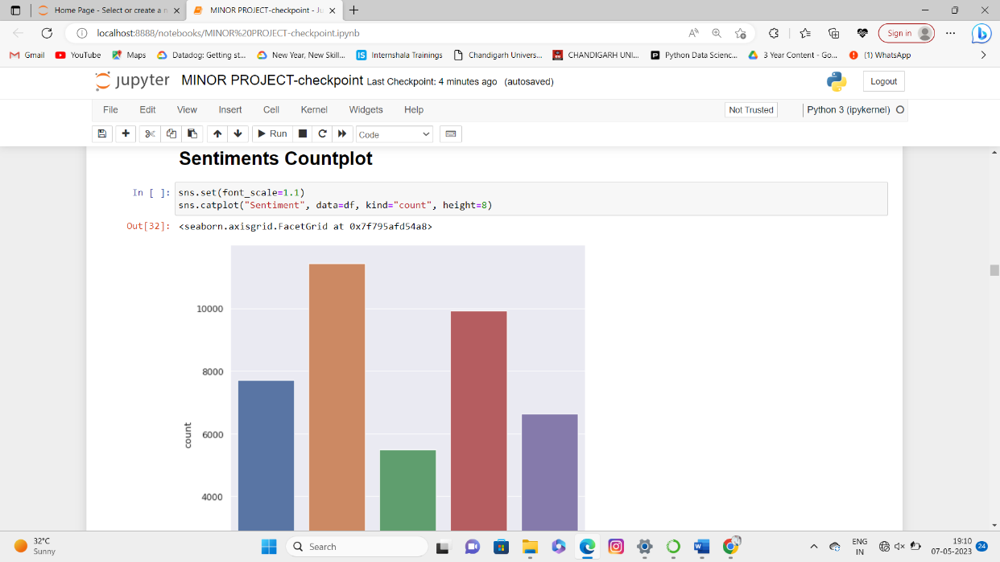 Home Page - Select or create a n
MINOR PROJECT-checkpoint - Ju
localhost:8888/notebooks/MINOR%20PROJECT-checkpoint.ipynb
Sign in
Gmail YouTube Maps Datadog: Getting st... New Year, New Skill... IS Internshala Trainings Chandigarh Univers... CHANDIGARH UNI... Python Data Scienc... 3 Year Content - Go... (1) WhatsApp
jupyter MINOR PROJECT-checkpoint Last Checkpoint: 4 minutes ago (autosaved) Logout
File Edit View Insert Cell Kernel Widgets Help Not Trusted Python 3 (ipykernel)
Run Code
Sentiments Countplot
In [ ]: sns.set(font_scale=1.1)
sns.catplot("Sentiment", data=df, kind="count", height=8)
Out[32]: <seaborn.axisgrid.FacetGrid at 0x7f795afd54a8>
10000
8000
6000
4000
count
32°C
Sunny
Search
ENG
IN
19:10
07-05-2023
24